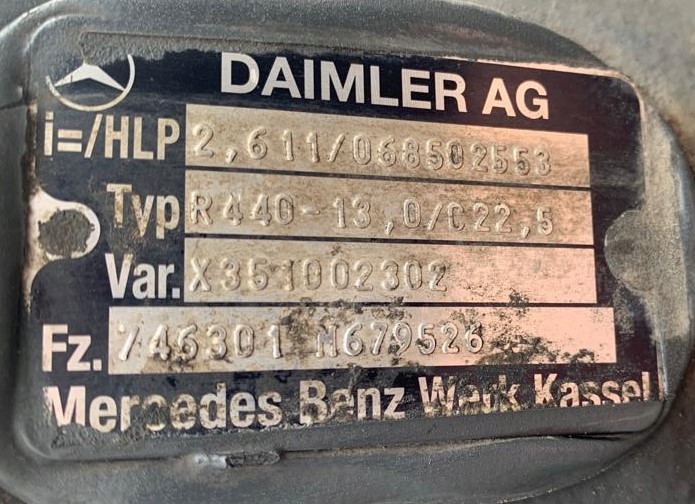 DAIMLER AG
i=/HLP 2,611/068502553
Typ R440-13,0/C22,5
Var. X351002302
Fz. 746301 N679526
Mercedes Benz Werk Kassel